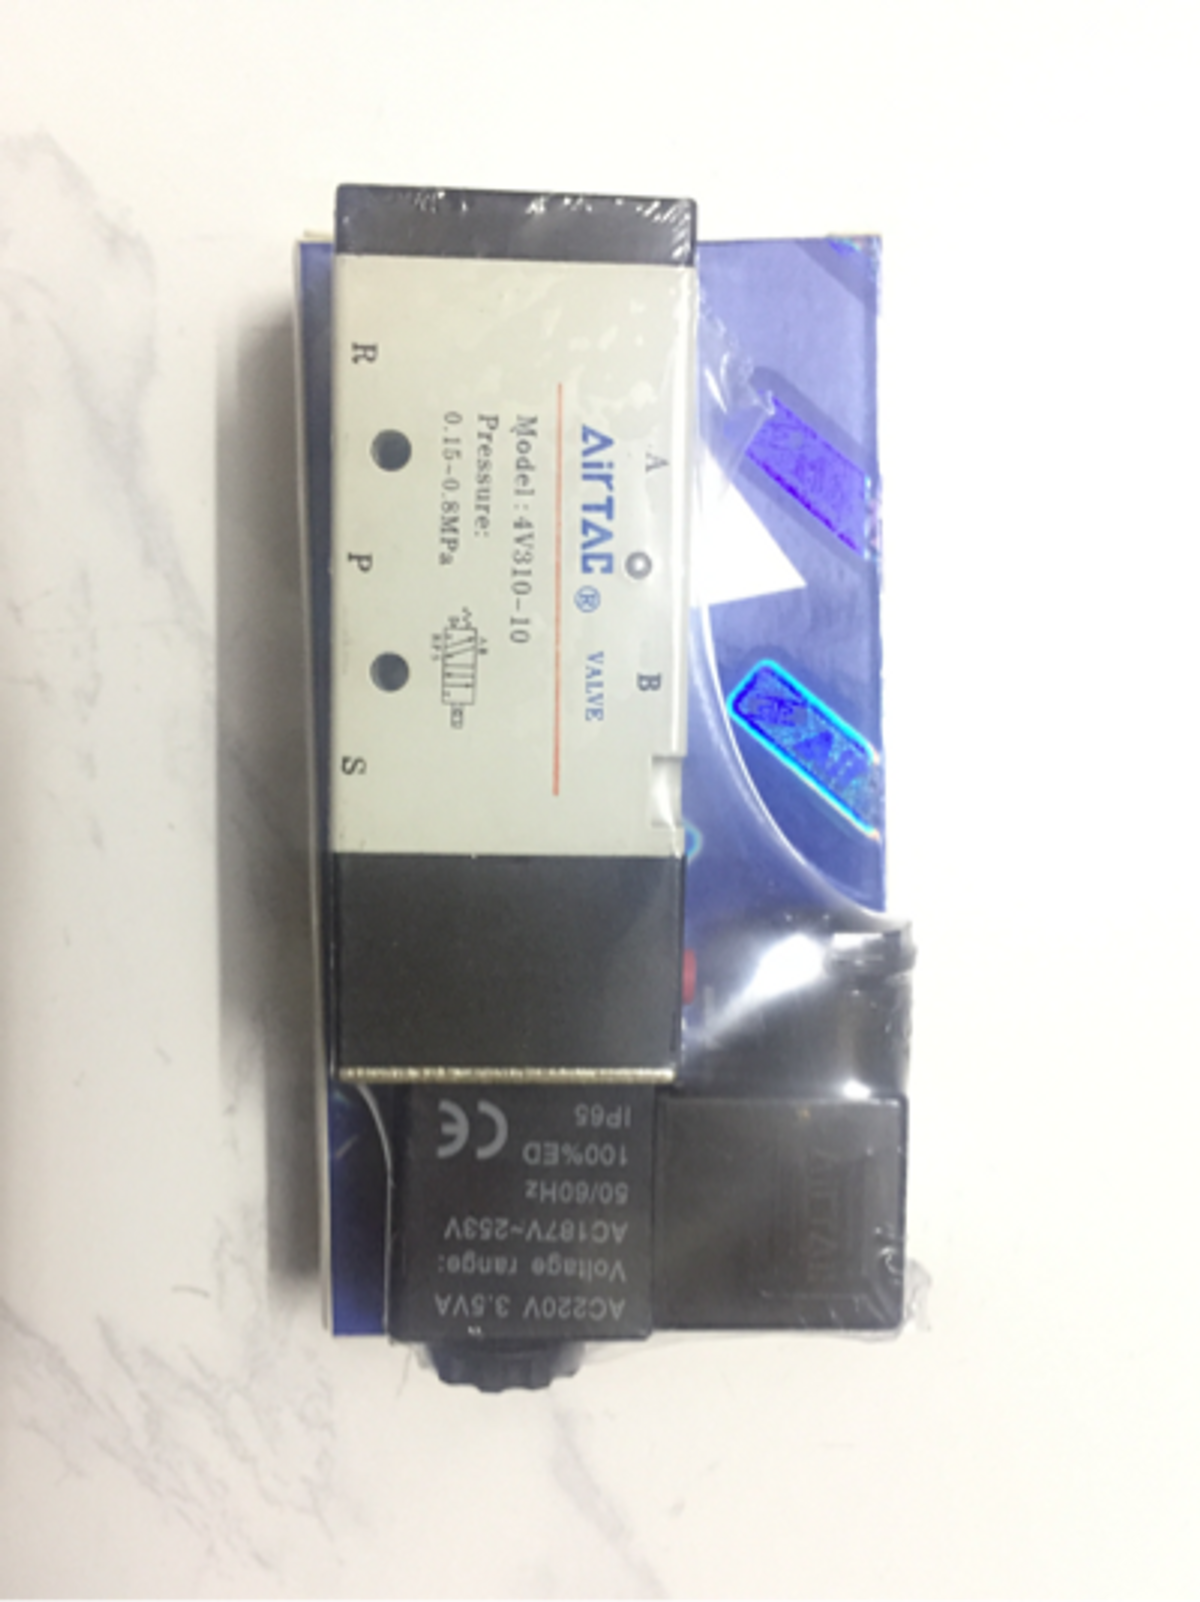 A
B
AirTAC ® VALVE
Model:4V310-10
Pressure:
0.15~0.8MPa
R
P
S
AC220V 3.5VA
Voltage range:
AC187V~253V
50/60Hz
100%ED
IP65
CE